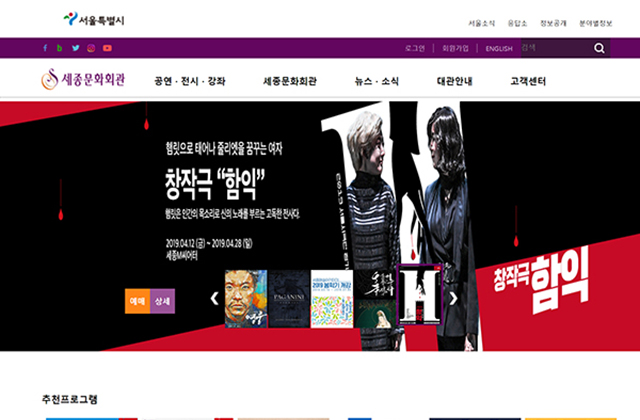 서울특별시
서울소식 응답소 정보공개 분야별정보
로그인 회원가입 ENGLISH 검색
세종문화회관 공연·전시·강좌 세종문화회관 뉴스·소식 대관안내 고객센터
햄릿으로 태어나 줄리엣을 꿈꾸는 여자
창작극 “함익”
햄릿은 인간의 목소리로 신의 노래를 부르는 고독한 전사다.
2019.04.12 (금) ~ 2019.04.28 (일)
세종M씨어터
예매 상세
영웅
PAGANINI
H
창작극 함익
추천프로그램